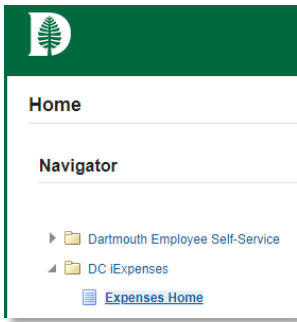 D
Home
Navigator
Dartmouth Employee Self-Service
DC iExpenses
Expenses Home